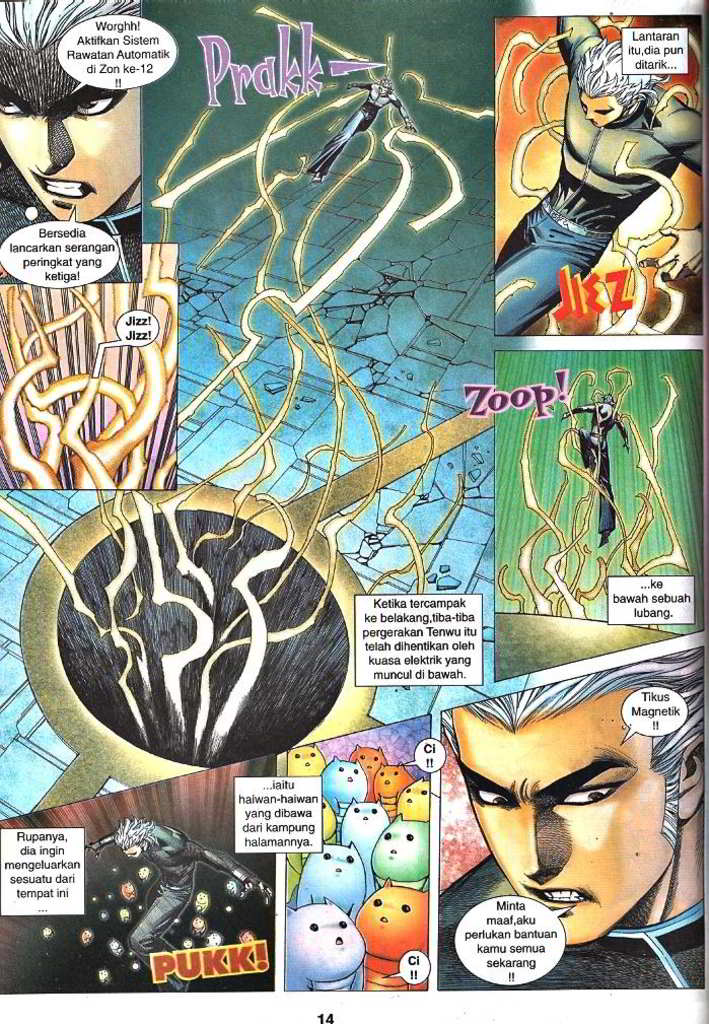 Worghh!
Aktifkan Sistem
Rawatan Automatik
di Zon ke-12
!!
Bersedia
lancarkan serangan
peringkat yang
ketiga!
Prakk
Lantaran
itu,dia pun
ditarik...
JIEZ
Jizz!
Jizz!
Zoop!
...ke
bawah sebuah
lubang.
Ketika tercampak
ke belakang,tiba-tiba
pergerakan Tenwu itu
telah dihentikan oleh
kuasa elektrik yang
muncul di bawah.
Rupanya,
dia ingin
mengeluarkan
sesuatu dari
tempat ini
...
PUKK!
...iaitu
haiwan-haiwan
yang dibawa
dari kampung
halamannya.
Ci
!!
Ci
!!
Tikus
Magnetik
!!
Minta
maaf,aku
perlukan bantuan
kamu semua
sekarang
!!
14